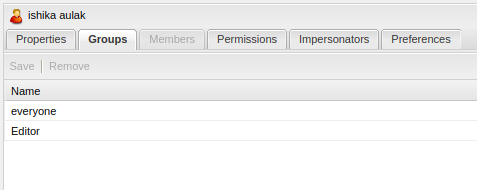 ishika aulak
Properties Groups Members Permissions Impersonators Preferences
Save Remove
Name
everyone
Editor